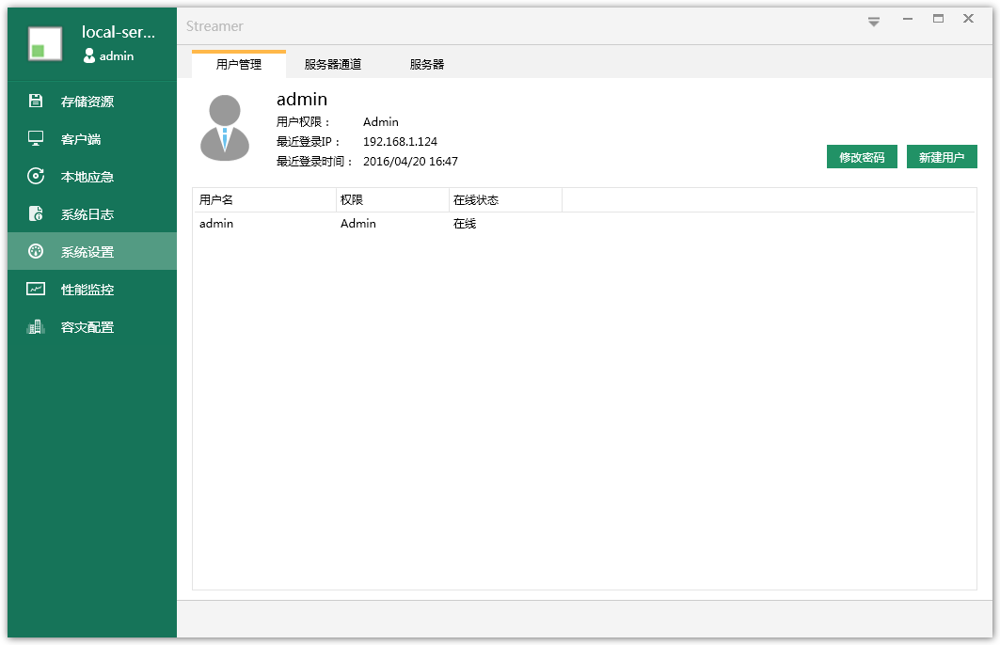 local-ser...
admin
存储资源
客户端
本地应急
系统日志
系统设置
性能监控
容灾配置
Streamer
用户管理 服务器通道 服务器
admin
用户权限： Admin
最近登录IP： 192.168.1.124
最近登录时间： 2016/04/20 16:47
修改密码 新建用户
用户名 权限 在线状态
admin Admin 在线